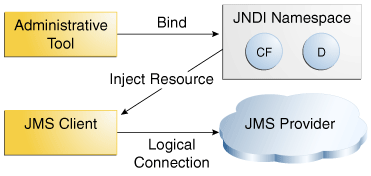 Administrative
Tool
Bind
JNDI Namespace
CF
D
Inject Resource
JMS Client
Logical
Connection
JMS Provider